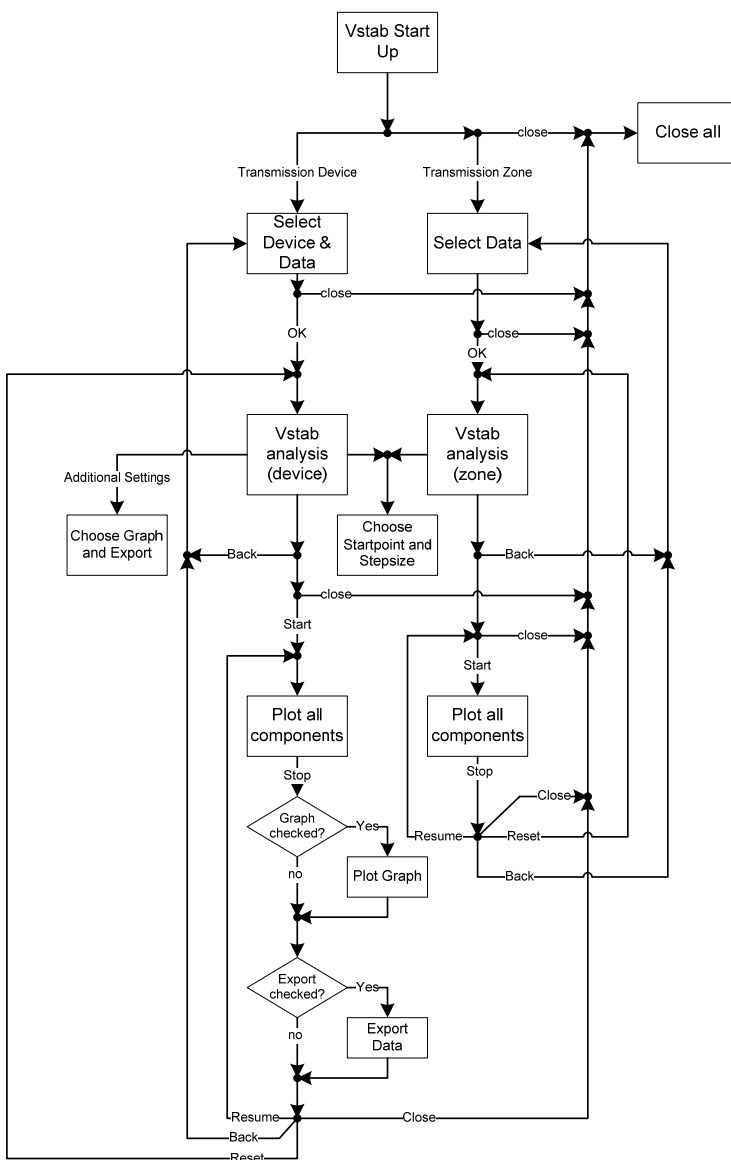 Vstab Start
Up
close
Close all
Transmission Device
Transmission Zone
Select
Device &
Data
Select Data
close
close
OK
OK
Vstab
analysis
(device)
Vstab
analysis
(zone)
Additional Settings
Choose Graph
and Export
Choose
Startpoint and
Stepsize
Back
Back
close
close
Start
Start
Plot all
components
Plot all
components
Stop
Stop
Close
Graph
checked?
Yes
Resume
Reset
no
Plot Graph
Back
Export
checked?
Yes
no
Export
Data
Resume
Close
Back
Reset